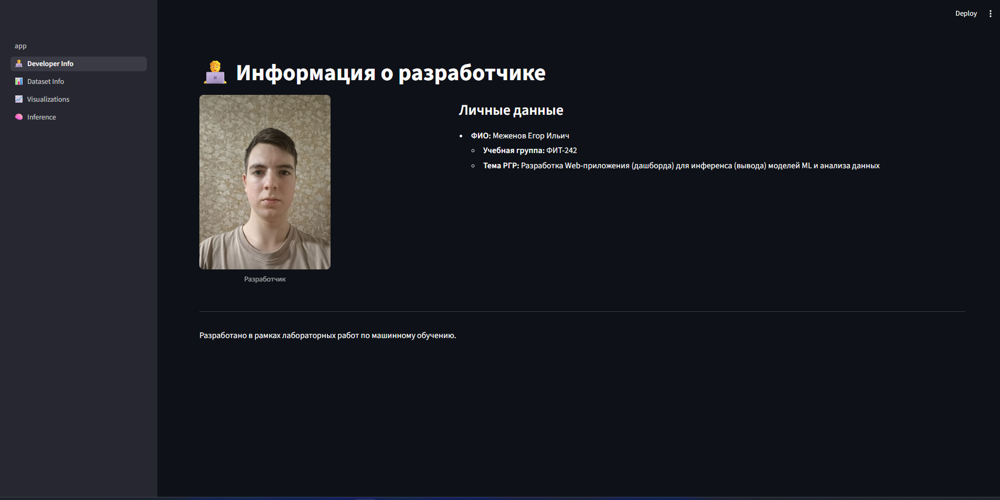 Deploy
app
Developer Info
Dataset Info
Visualizations
Inference
Информация о разработчике
Разработчик
Личные данные
ФИО: Меженов Егор Ильич
Учебная группа: ФИТ-242
Тема РГР: Разработка Web-приложения (дашборда) для инференса (вывода) моделей ML и анализа данных
Разработано в рамках лабораторных работ по машинному обучению.